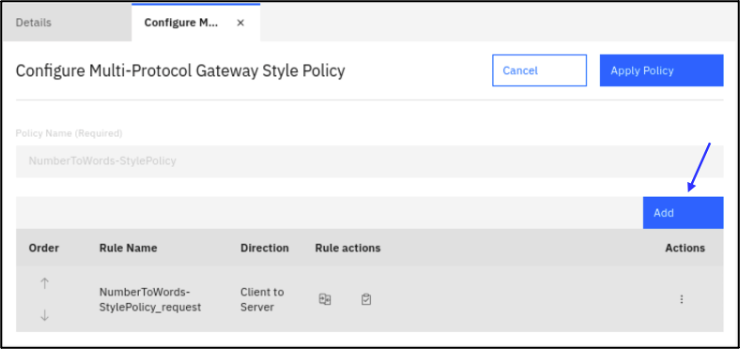 Details
Configure M... ×
Configure Multi-Protocol Gateway Style Policy
Cancel
Apply Policy
Policy Name (Required)
NumberToWords-StylePolicy
Add
Order Rule Name Direction Rule actions Actions
NumberToWords-
StylePolicy_request
Client to
Server